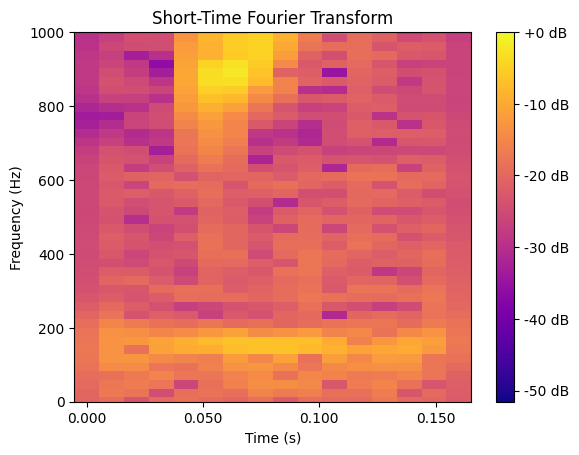 Short-Time Fourier Transform
Frequency (Hz)
1000
800
600
400
200
0
0.000
0.050
0.100
0.150
Time (s)
+0 dB
-10 dB
-20 dB
-30 dB
-40 dB
-50 dB